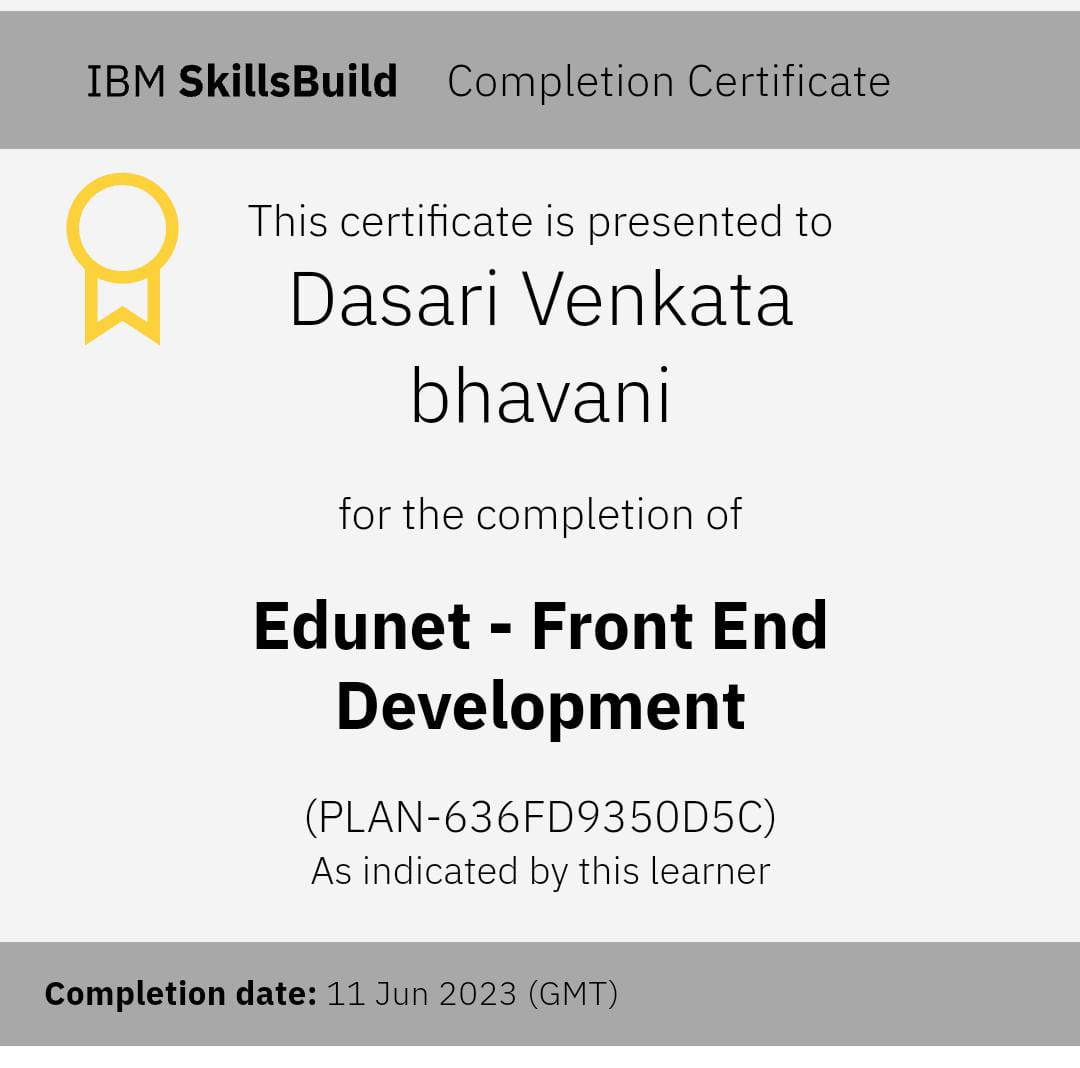 IBM SkillsBuild Completion Certificate
This certificate is presented to
Dasari Venkata
bhavani
for the completion of
Edunet - Front End
Development
(PLAN-636FD9350D5C)
As indicated by this learner
Completion date: 11 Jun 2023 (GMT)